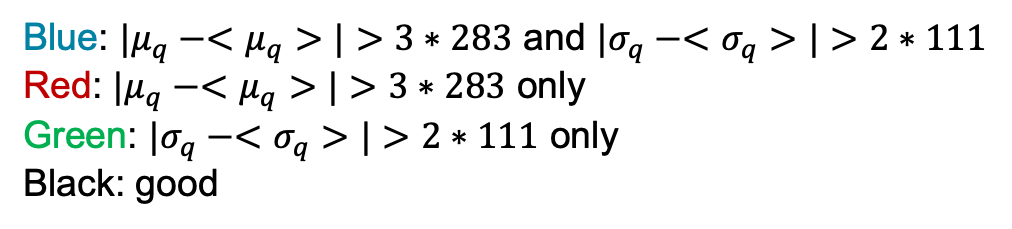 Blue: |μ_q −< μ_q > | > 3 ∗ 283 and |σ_q −< σ_q > | > 2 ∗ 111
Red: |μ_q −< μ_q > | > 3 ∗ 283 only
Green: |σ_q −< σ_q > | > 2 ∗ 111 only
Black: good